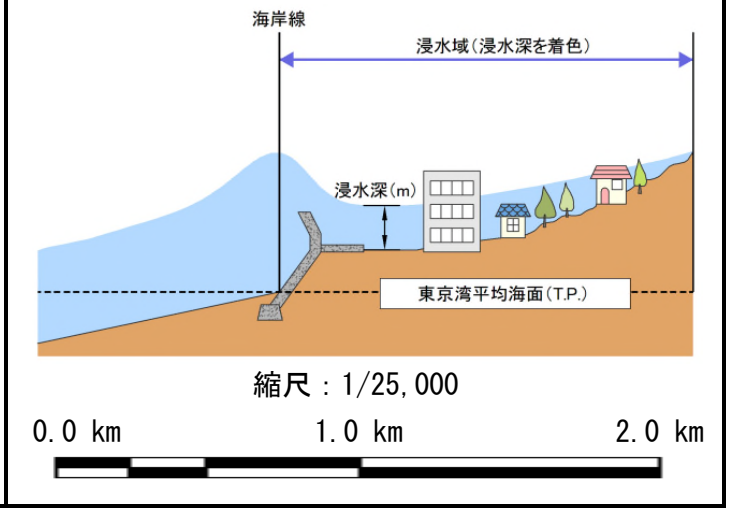 海岸線
浸水域（浸水深を着色）
浸水深（m）
東京湾平均海面（T.P.）
縮尺：1/25,000
0.0 km 1.0 km 2.0 km